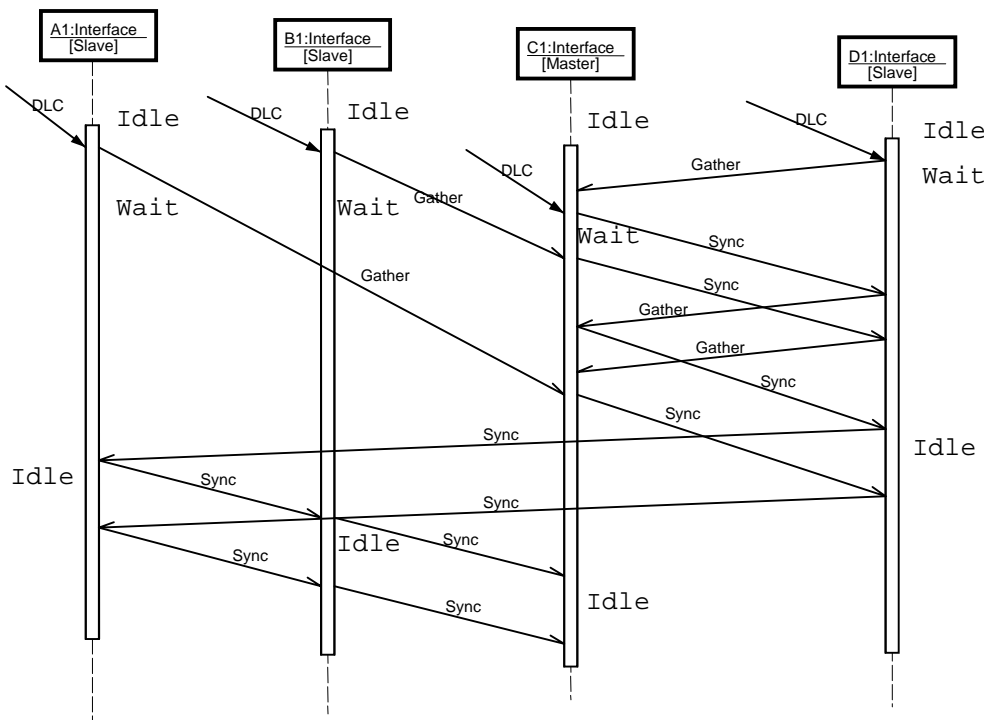 A1:Interface
[Slave]
B1:Interface
[Slave]
C1:Interface
[Master]
D1:Interface
[Slave]
DLC
Idle
DLC
Idle
Idle
DLC
Idle
DLC
Gather
Wait
Wait
Wait
Gather
Wait
Sync
Gather
Sync
Gather
Gather
Sync
Sync
Sync
Idle
Idle
Sync
Sync
Idle
Sync
Sync
Idle
Sync